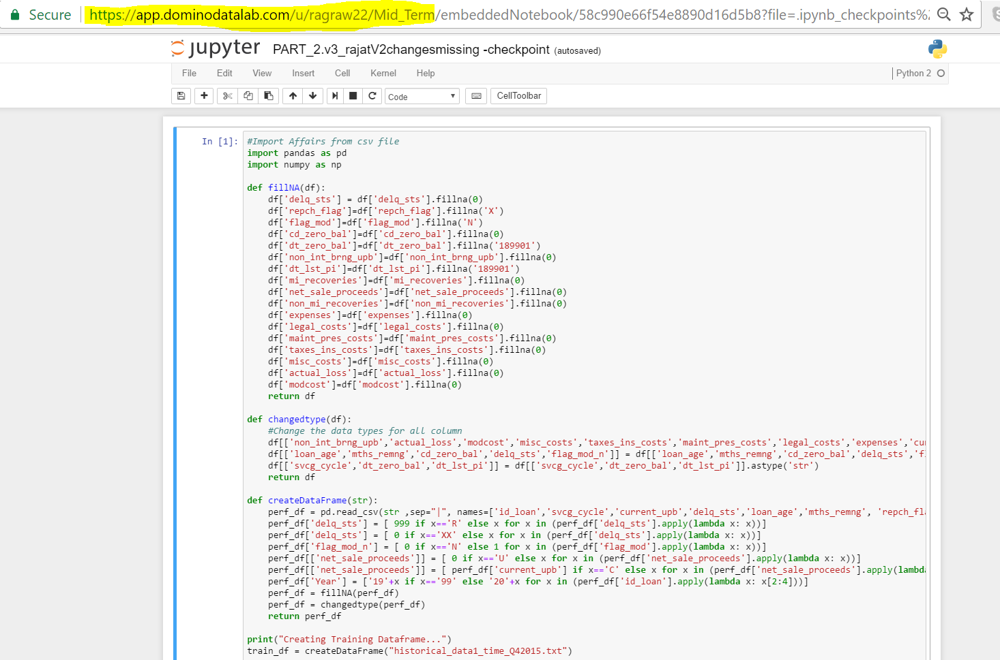 Secure https://app.dominodatalab.com/u/ragraw22/Mid_Term/embeddedNotebook/58c990e66f54e8890d16d5b8?file=.ipynb_checkpoints%2
jupyter PART_2.v3_rajatV2changesmissing -checkpoint (autosaved)
File Edit View Insert Cell Kernel Help Python 2
Code CellToolbar
In [1]: #Import Affairs from csv file
import pandas as pd
import numpy as np
def fillNA(df):
    df['delq_sts'] = df['delq_sts'].fillna(0)
    df['repch_flag']=df['repch_flag'].fillna('X')
    df['flag_mod']=df['flag_mod'].fillna('N')
    df['cd_zero_bal']=df['cd_zero_bal'].fillna(0)
    df['dt_zero_bal']=df['dt_zero_bal'].fillna('189901')
    df['non_int_brng_upb']=df['non_int_brng_upb'].fillna(0)
    df['dt_lst_pi']=df['dt_lst_pi'].fillna('189901')
    df['mi_recoveries']=df['mi_recoveries'].fillna(0)
    df['net_sale_proceeds']=df['net_sale_proceeds'].fillna(0)
    df['non_mi_recoveries']=df['non_mi_recoveries'].fillna(0)
    df['expenses']=df['expenses'].fillna(0)
    df['legal_costs']=df['legal_costs'].fillna(0)
    df['maint_pres_costs']=df['maint_pres_costs'].fillna(0)
    df['taxes_ins_costs']=df['taxes_ins_costs'].fillna(0)
    df['misc_costs']=df['misc_costs'].fillna(0)
    df['actual_loss']=df['actual_loss'].fillna(0)
    df['modcost']=df['modcost'].fillna(0)
    return df
def changedtype(df):
    #Change the data types for all column
    df[['non_int_brng_upb','actual_loss','modcost','misc_costs','taxes_ins_costs','maint_pres_costs','legal_costs','expenses','cu
    df[['loan_age','mths_remng','cd_zero_bal','delq_sts','flag_mod_n']] = df[['loan_age','mths_remng','cd_zero_bal','delq_sts','f
    df[['svcg_cycle','dt_zero_bal','dt_lst_pi']] = df[['svcg_cycle','dt_zero_bal','dt_lst_pi']].astype('str')
    return df
def createDataFrame(str):
    perf_df = pd.read_csv(str ,sep="|", names=['id_loan','svcg_cycle','current_upb','delq_sts','loan_age','mths_remng', 'repch_fl
    perf_df['delq_sts'] = [ 999 if x=='R' else x for x in (perf_df['delq_sts'].apply(lambda x: x))]
    perf_df['delq_sts'] = [ 0 if x=='XX' else x for x in (perf_df['delq_sts'].apply(lambda x: x))]
    perf_df['flag_mod_n'] = [ 0 if x=='N' else 1 for x in (perf_df['flag_mod'].apply(lambda x: x))]
    perf_df[['net_sale_proceeds']] = [ 0 if x=='U' else x for x in (perf_df['net_sale_proceeds'].apply(lambda x: x))]
    perf_df[['net_sale_proceeds']] = [ perf_df['current_upb'] if x=='C' else x for x in (perf_df['net_sale_proceeds'].apply(lambd
    perf_df['Year'] = ['19'+x if x=='99' else '20'+x for x in (perf_df['id_loan'].apply(lambda x: x[2:4]))]
    perf_df = fillNA(perf_df)
    perf_df = changedtype(perf_df)
    return perf_df
print("Creating Training Dataframe...")
train_df = createDataFrame("historical_data1_time_Q42015.txt")